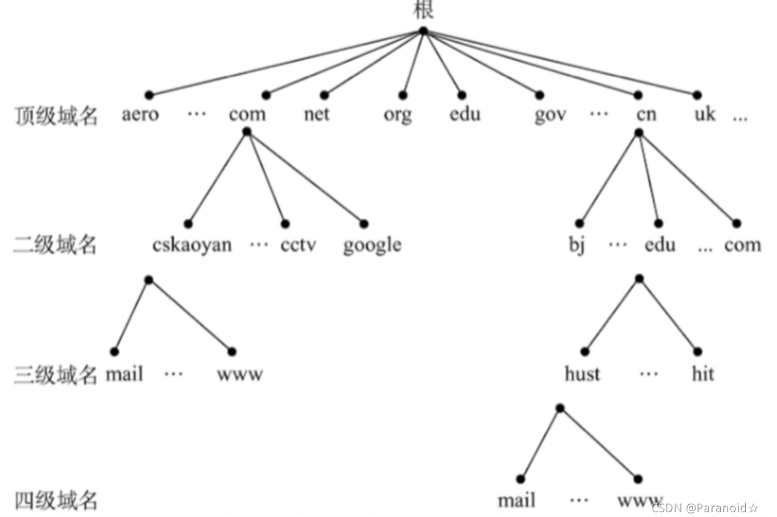 根
顶级域名 aero … com net org edu gov … cn uk ...
二级域名 cskaoyan … cctv google bj … edu ... com
三级域名 mail … www hust … hit
四级域名 mail … www
CSDN @Paranoid☆